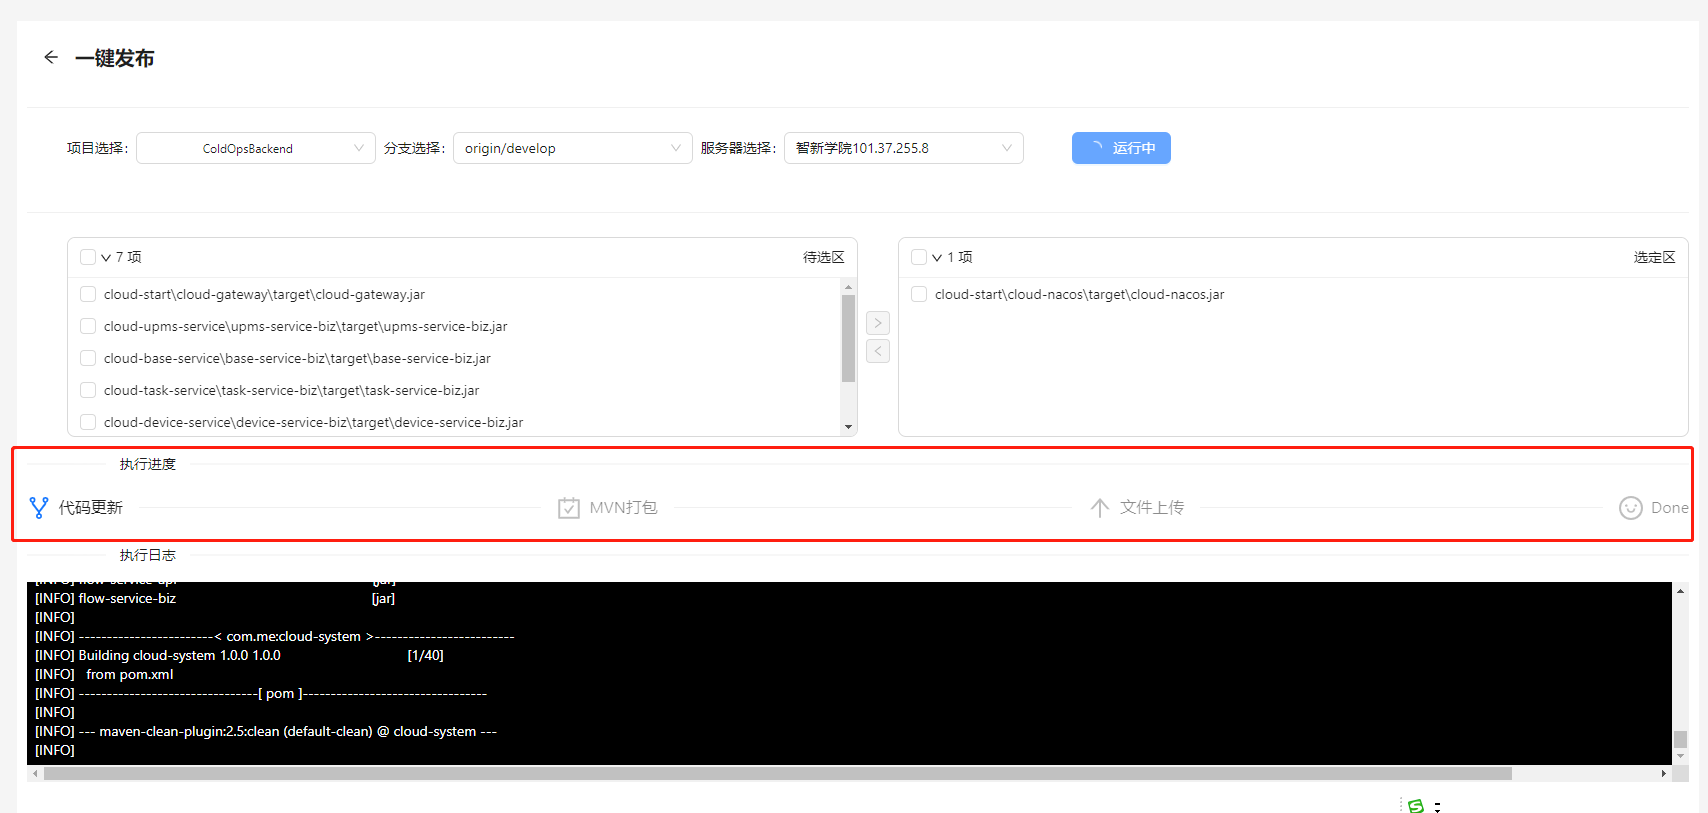 一键发布
项目选择: ColdOpsBackend 分支选择: origin/develop 服务器选择: 智新学院101.37.255.8 运行中
7 项 待选区
cloud-start\cloud-gateway\target\cloud-gateway.jar
cloud-upms-service\upms-service-biz\target\upms-service-biz.jar
cloud-base-service\base-service-biz\target\base-service-biz.jar
cloud-task-service\task-service-biz\target\task-service-biz.jar
cloud-device-service\device-service-biz\target\device-service-biz.jar
1 项 选定区
cloud-start\cloud-nacos\target\cloud-nacos.jar
执行进度
代码更新 MVN打包 文件上传 Done
执行日志
[INFO] flow-service-biz [jar]
[INFO]
[INFO] -------------------------< com.me:cloud-system >-------------------------
[INFO] Building cloud-system 1.0.0 1.0.0 [1/40]
[INFO] from pom.xml
[INFO] --------------------------------[ pom ]---------------------------------
[INFO]
[INFO] --- maven-clean-plugin:2.5:clean (default-clean) @ cloud-system ---
[INFO]